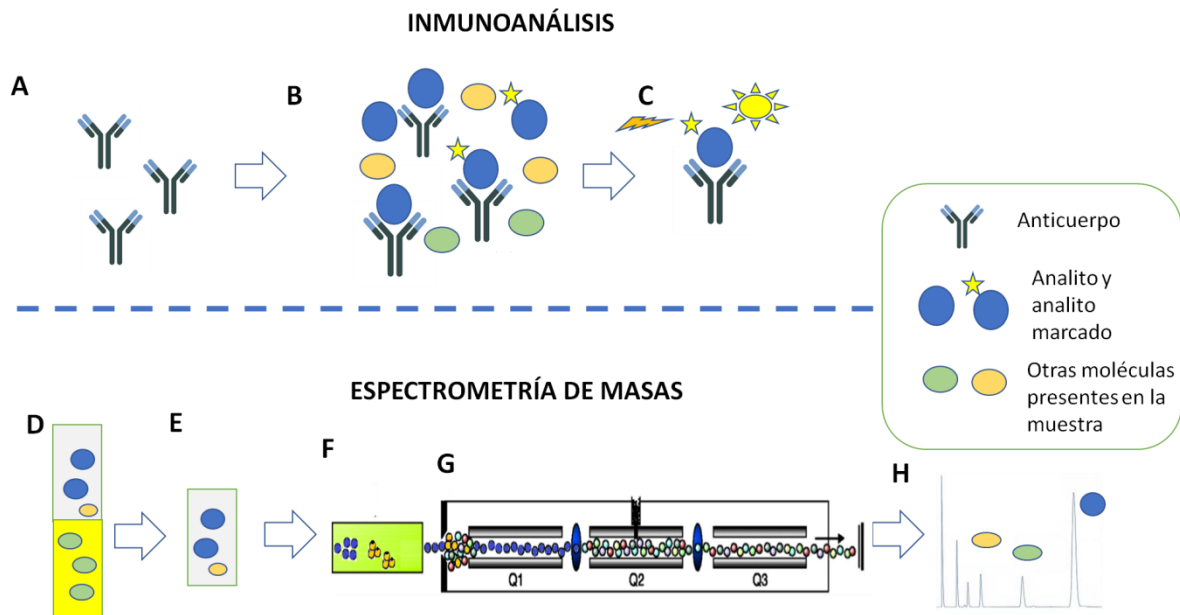 INMUNOANÁLISIS
A
B
C
Anticuerpo
Analito y
analito
marcado
Otras moléculas
presentes en la
muestra
ESPECTROMETRÍA DE MASAS
D
E
F
G
H
Q1
Q2
Q3